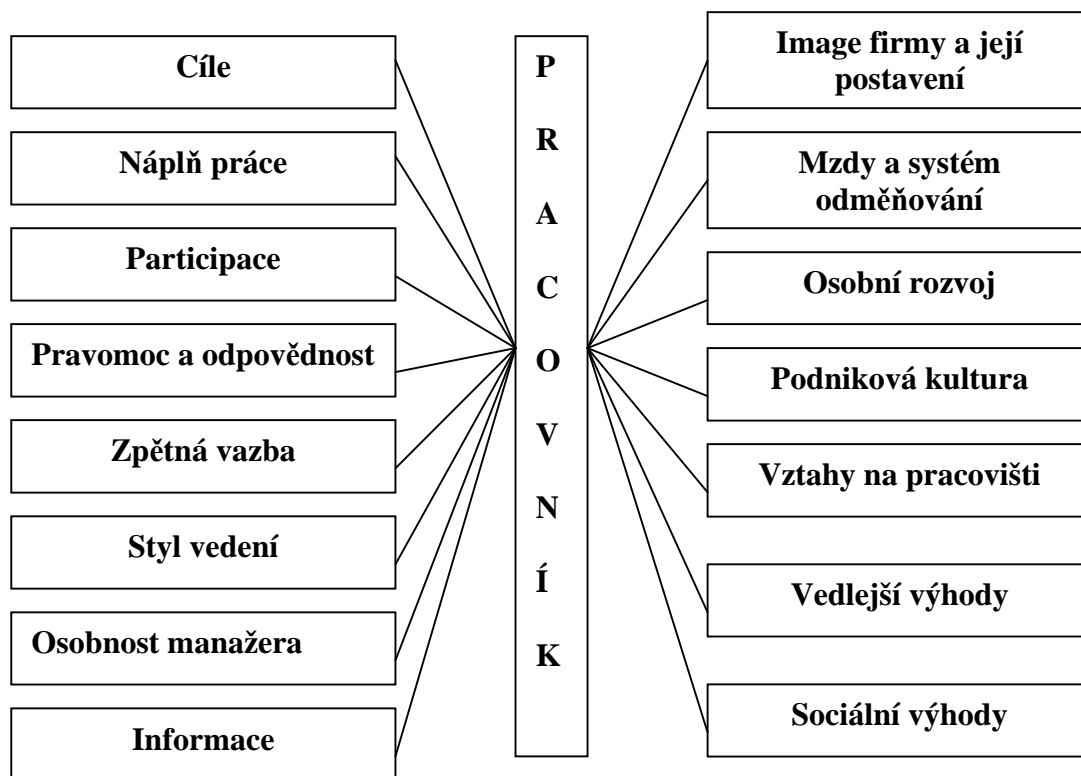 Cíle
Náplň práce
Participace
Pravomoc a odpovědnost
Zpětná vazba
Styl vedení
Osobnost manažera
Informace
P
R
A
C
O
V
N
Í
K
Image firmy a její
postavení
Mzdy a systém
odměňování
Osobní rozvoj
Podniková kultura
Vztahy na pracovišti
Vedlejší výhody
Sociální výhody